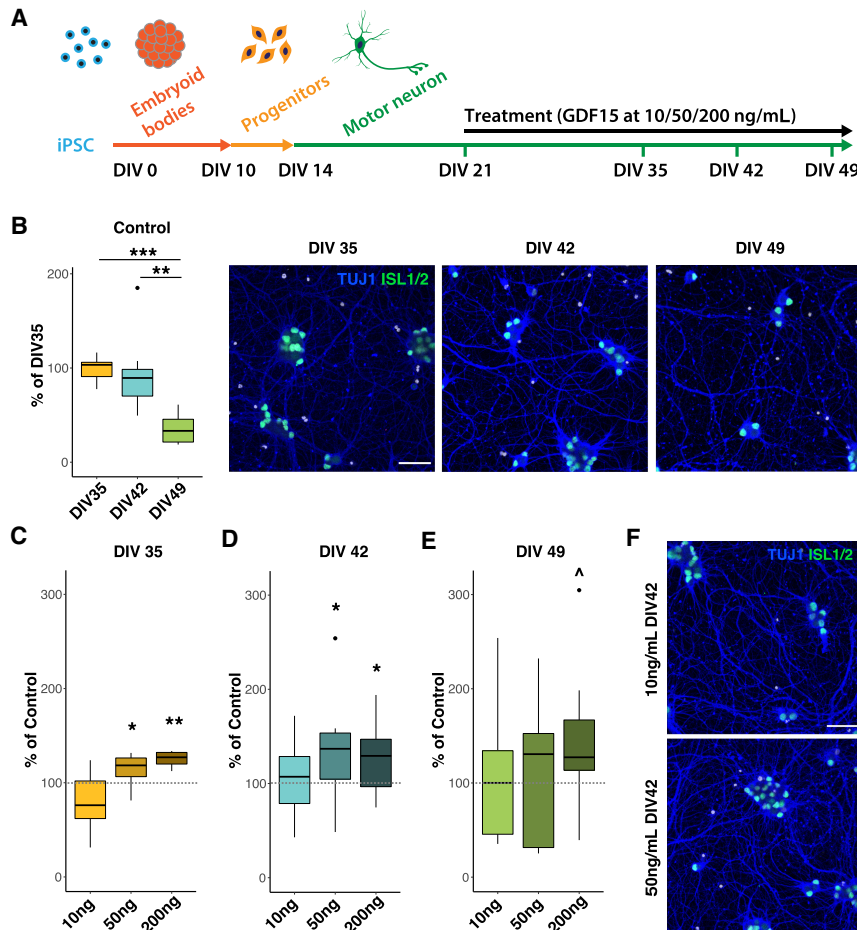 A
Embryoid
bodies
Progenitors
Motor neuron
Treatment (GDF15 at 10/50/200 ng/mL)
iPSC
DIV 0
DIV 10
DIV 14
DIV 21
DIV 35
DIV 42
DIV 49
B
Control
***
**
% of DIV35
200
100
0
DIV35
DIV42
DIV49
DIV 35
DIV 42
DIV 49
TUJ1 ISL1/2
C
DIV 35
% of Control
300
200
100
0
*
**
10ng
50ng
200ng
D
DIV 42
% of Control
300
200
100
0
*
*
10ng
50ng
200ng
E
DIV 49
% of Control
300
200
100
0
^
10ng
50ng
200ng
F
TUJ1 ISL1/2
10ng/mL DIV42
50ng/mL DIV42